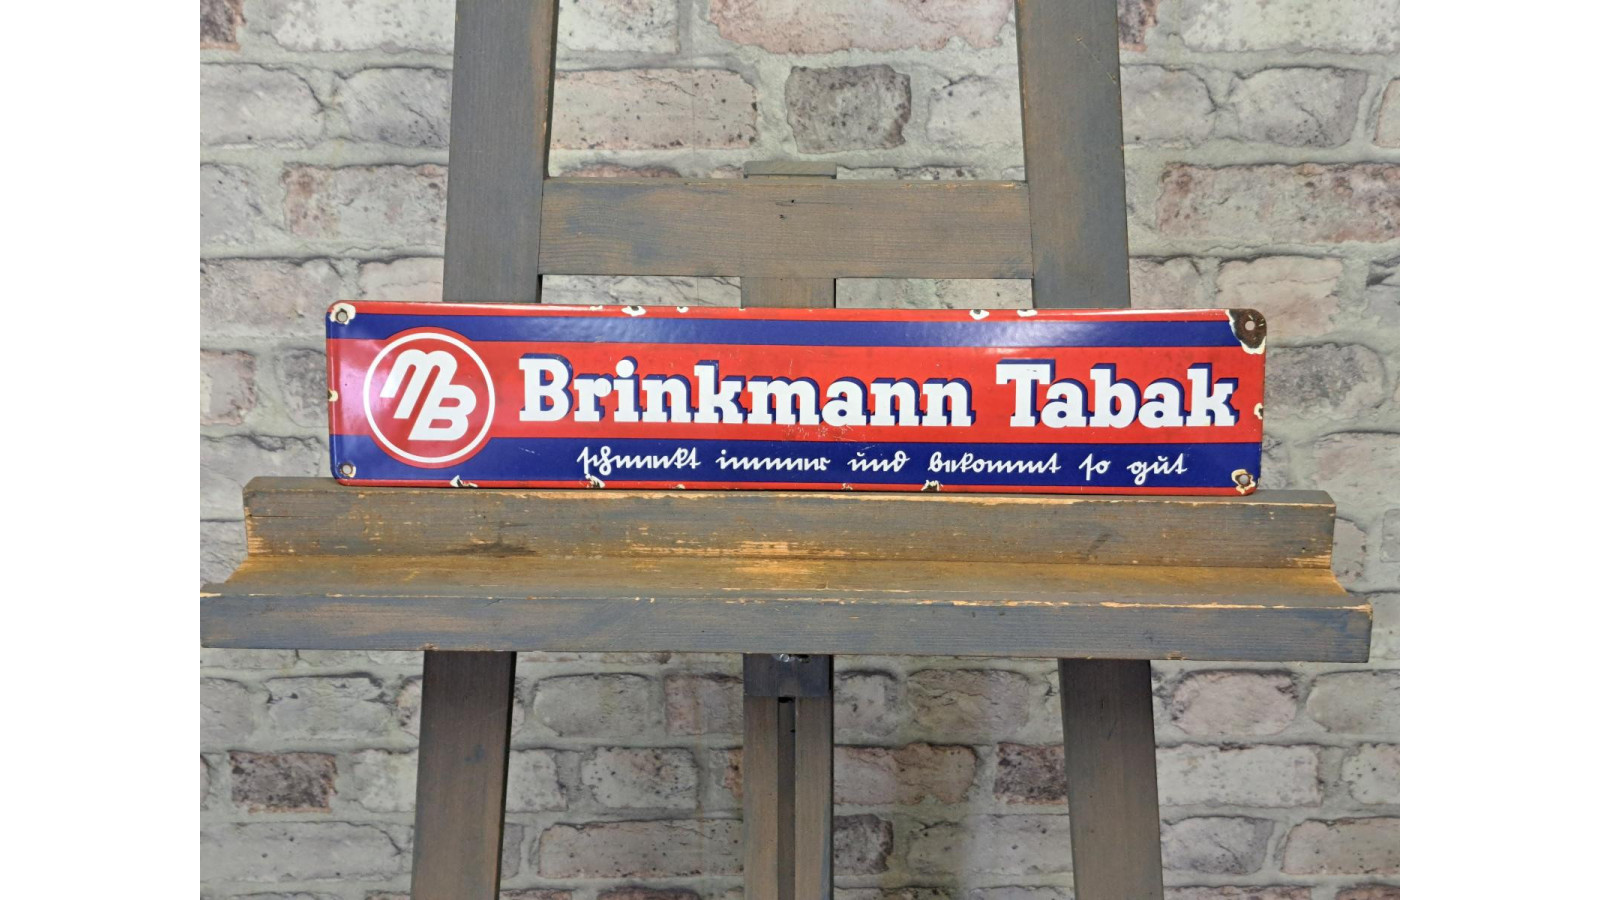 MB
Brinkmann Tabak
schmeckt immer und bekommt so gut